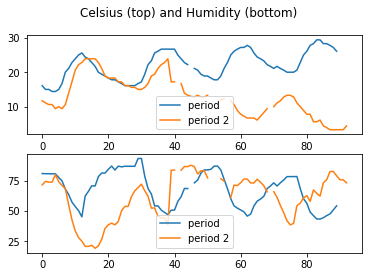 Celsius (top) and Humidity (bottom)
30
20
10
period
period 2
0 20 40 60 80
75
50
25
period
period 2
0 20 40 60 80